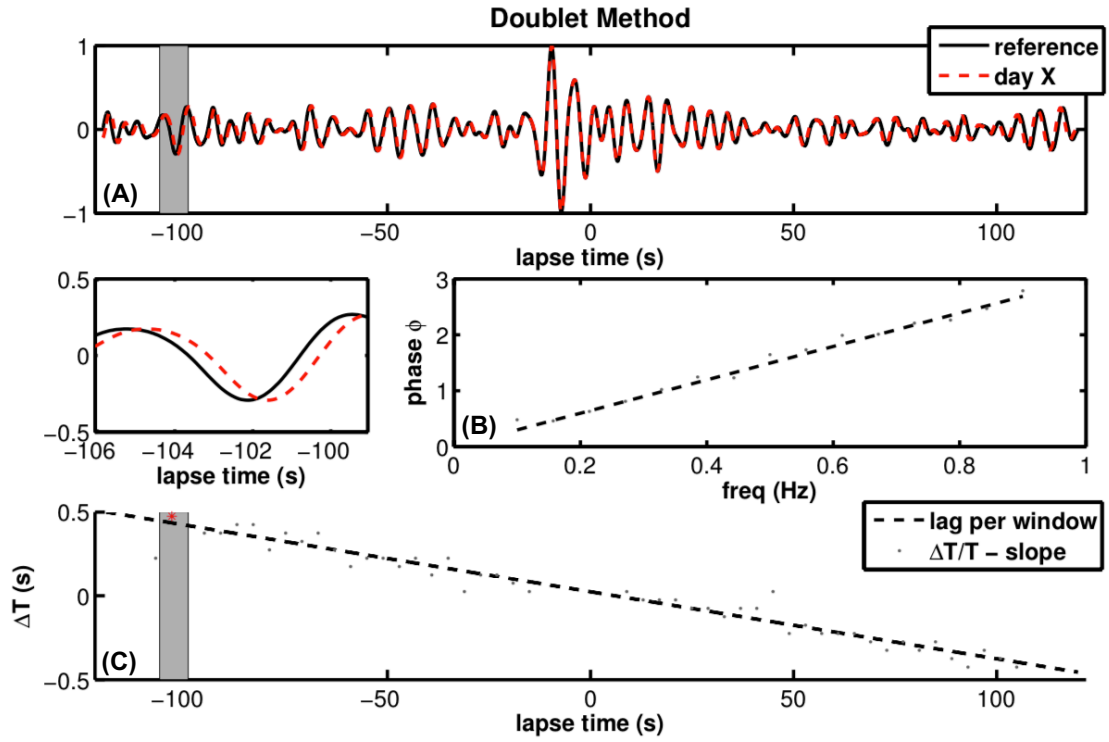 Doublet Method
reference
day X
1
0
−1
(A)
−100
−50
0
50
100
lapse time (s)
0.5
0
−0.5
−106
−104
−102
−100
lapse time (s)
phase ϕ
3
2
1
0
(B)
0
0.2
0.4
0.6
0.8
1
freq (Hz)
lag per window
ΔT/T − slope
ΔT (s)
0.5
0
−0.5
(C)
−100
−50
0
50
100
lapse time (s)